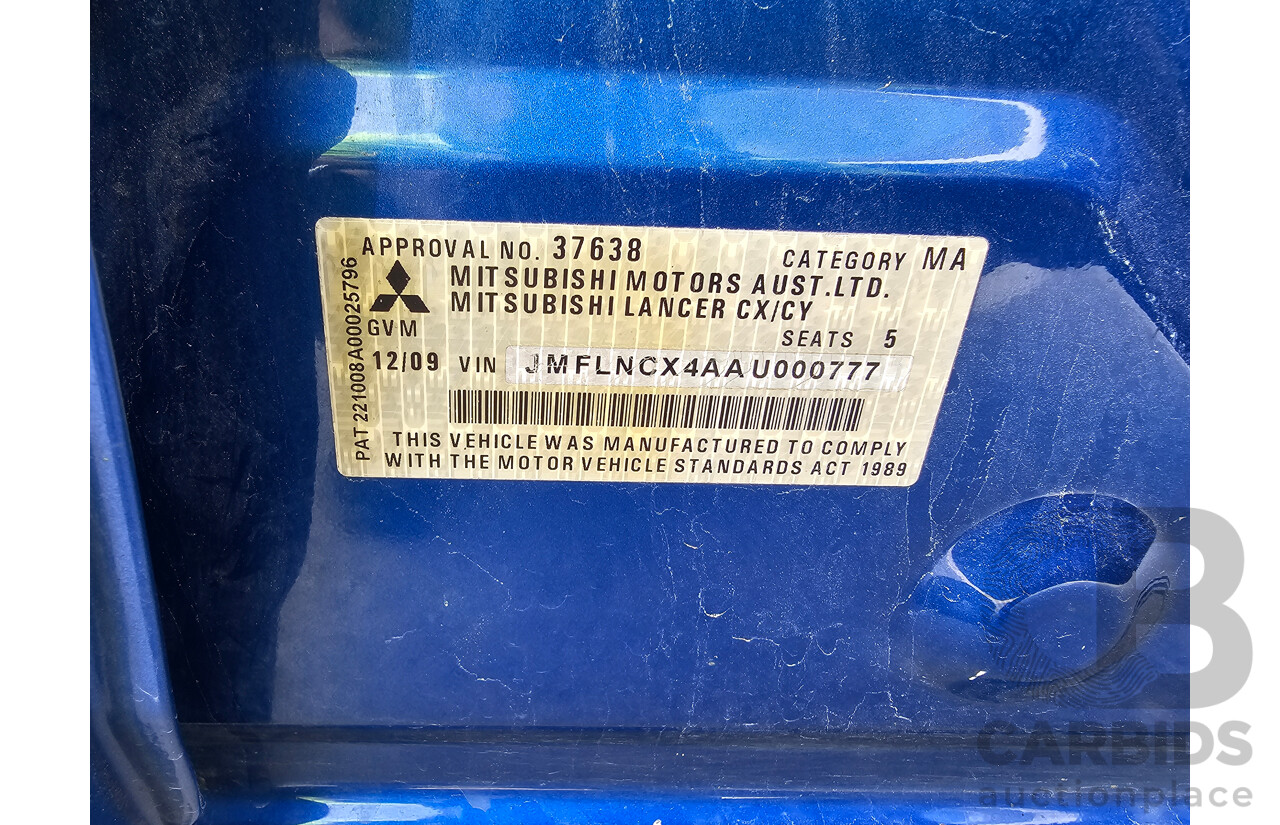 APPROVAL NO. 37638
CATEGORY MA
MITSUBISHI MOTORS AUST.LTD.
MITSUBISHI LANCER CX/CY
GVM
SEATS 5
12/09 VIN JMFLNCX4AAU000777
THIS VEHICLE WAS MANUFACTURED TO COMPLY
WITH THE MOTOR VEHICLE STANDARDS ACT 1989
PAT 221008A00025796
CB
CARBIDS
auctionplace